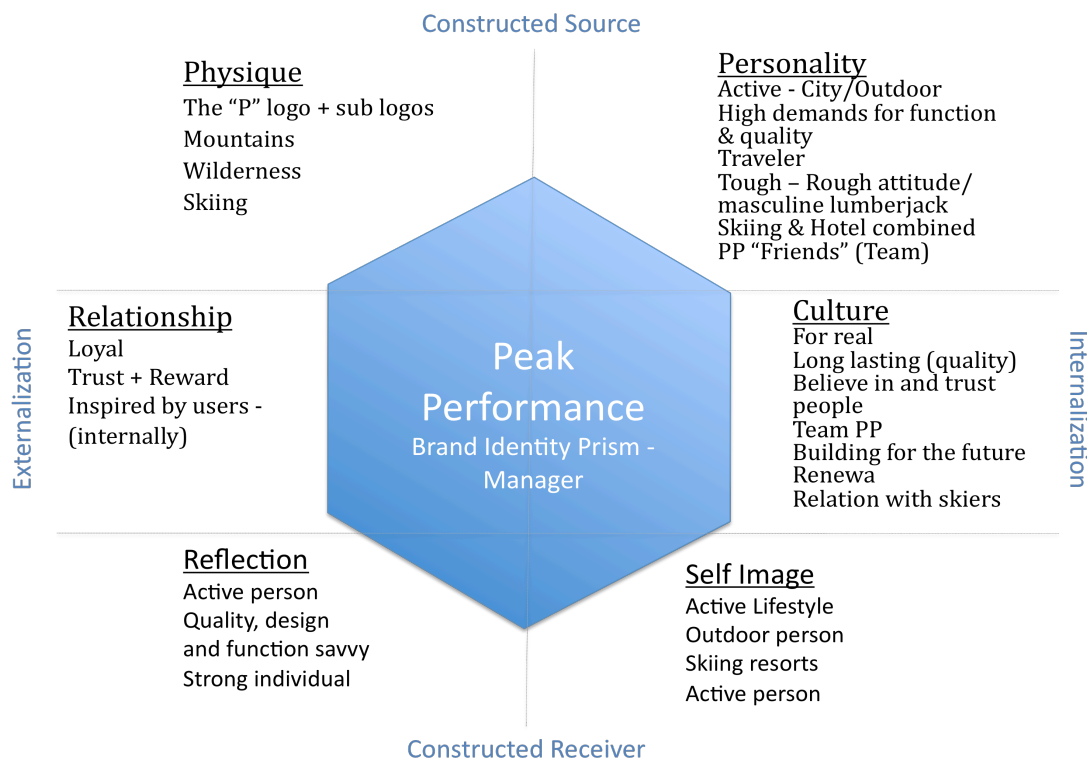 Constructed Source
Physique
The “P” logo + sub logos
Mountains
Wilderness
Skiing
Personality
Active - City/Outdoor
High demands for function
& quality
Traveler
Tough – Rough attitude/
masculine lumberjack
Skiing & Hotel combined
PP “Friends” (Team)
Externalization
Relationship
Loyal
Trust + Reward
Inspired by users -
(internally)
Peak
Performance
Brand Identity Prism -
Manager
Culture
For real
Long lasting (quality)
Believe in and trust
people
Team PP
Building for the future
Renewa
Relation with skiers
Internalization
Reflection
Active person
Quality, design
and function savvy
Strong individual
Self Image
Active Lifestyle
Outdoor person
Skiing resorts
Active person
Constructed Receiver